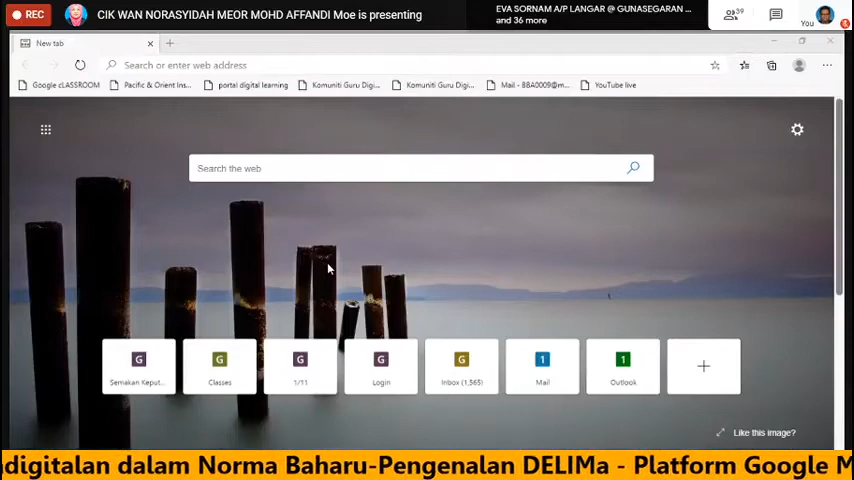 REC
CIK WAN NORASYIDAH MEOR MOHD AFFANDI Moe is presenting
EVA SORNAM A/P LANGAR @ GUNASEGARAN ...
and 36 more
39
You
New tab
Search or enter web address
Google cLASSROOM
Pacific & Orient Ins...
portal digital learning
Komuniti Guru Digi...
Komuniti Guru Digi...
Mail - BBA0009@m...
YouTube live
Search the web
G
Semakan Keput...
G
Classes
G
1/11
G
Login
G
Inbox (1,565)
1
Mail
1
Outlook
Like this image?
digitalan dalam Norma Baharu-Pengenalan DELIMa - Platform Google M